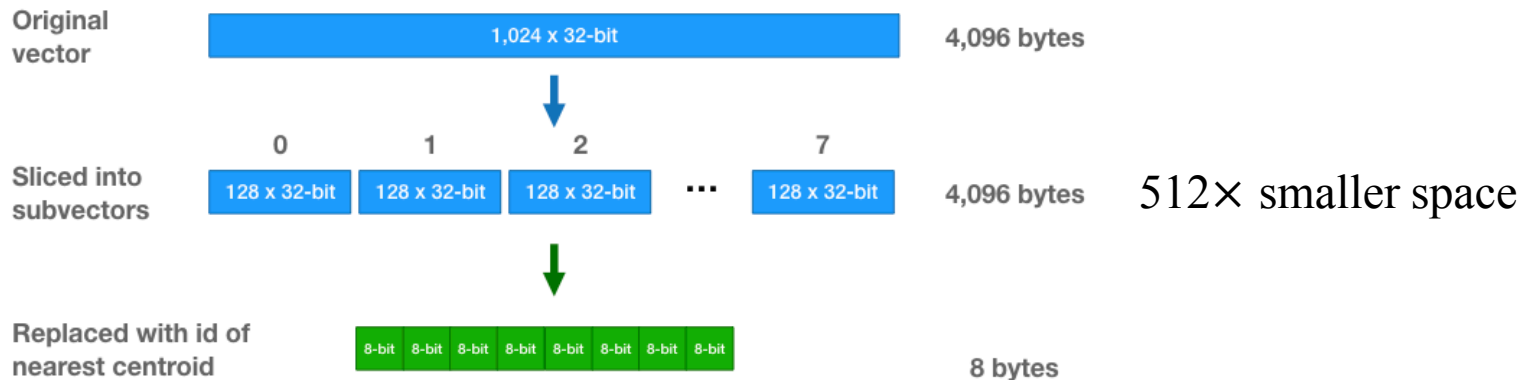 Original
vector
1,024 x 32-bit
4,096 bytes
0 1 2 7
Sliced into
subvectors
128 x 32-bit 128 x 32-bit 128 x 32-bit ... 128 x 32-bit
4,096 bytes
512× smaller space
Replaced with id of
nearest centroid
8-bit 8-bit 8-bit 8-bit 8-bit 8-bit 8-bit 8-bit
8 bytes